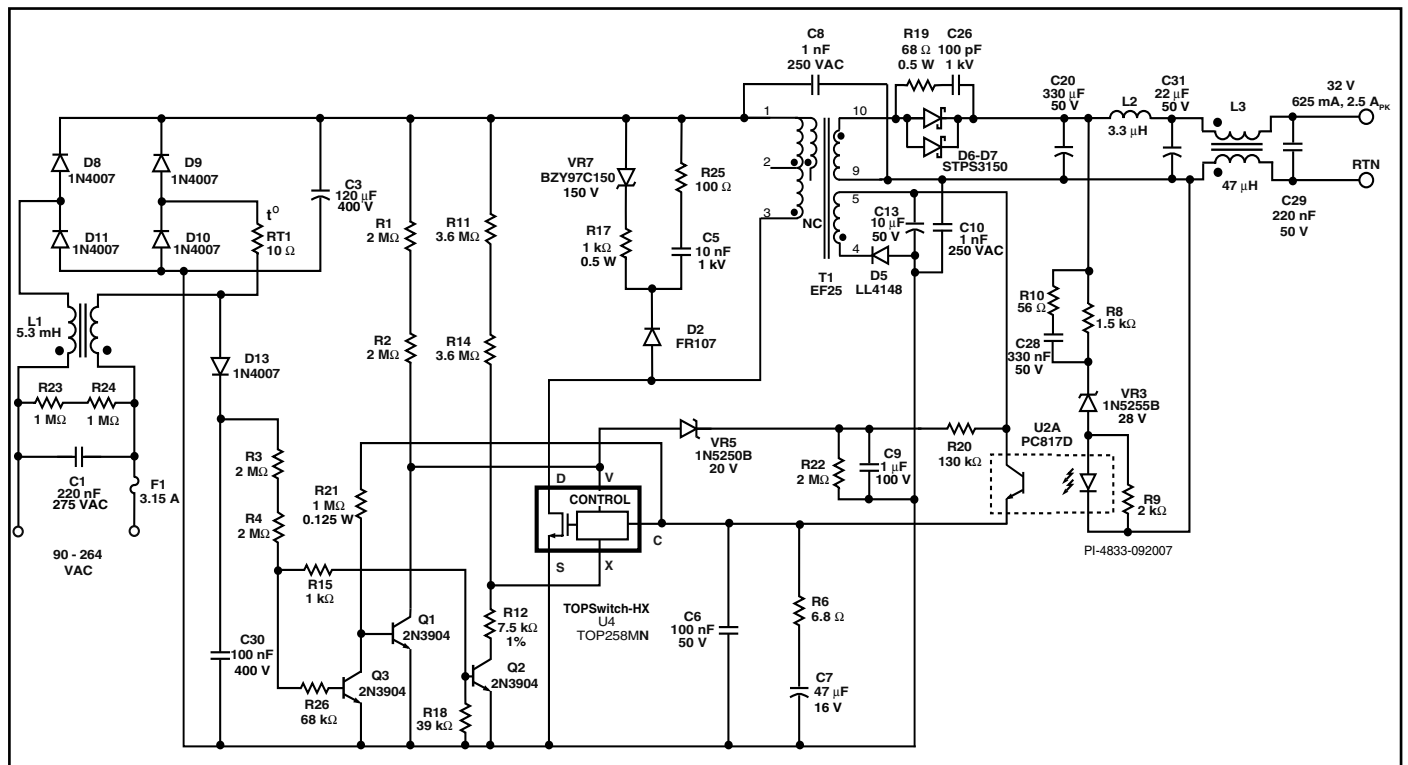 C8
1 nF
250 VAC
R19
68 Ω
0.5 W
C26
100 pF
1 kV
C20
330 μF
50 V
L2
3.3 μH
C31
22 μF
50 V
L3
47 μH
32 V
625 mA, 2.5 APK
RTN
C29
220 nF
50 V
1
2
3
NC
10
9
5
4
D6-D7
STPS3150
D8
1N4007
D9
1N4007
D11
1N4007
D10
1N4007
C3
120 μF
400 V
tO
RT1
10 Ω
VR7
BZY97C150
150 V
R25
100 Ω
R1
2 MΩ
R11
3.6 MΩ
R17
1 kΩ
0.5 W
C5
10 nF
1 kV
C13
10 μF
50 V
C10
1 nF
250 VAC
T1
EF25
D5
LL4148
L1
5.3 mH
R2
2 MΩ
R14
3.6 MΩ
D2
FR107
R10
56 Ω
R8
1.5 kΩ
C28
330 nF
50 V
D13
1N4007
R23
1 MΩ
R24
1 MΩ
VR3
1N5255B
28 V
C1
220 nF
275 VAC
F1
3.15 A
90 - 264
VAC
R3
2 MΩ
R4
2 MΩ
R21
1 MΩ
0.125 W
VR5
1N5250B
20 V
R22
2 MΩ
C9
1 μF
100 V
R20
130 kΩ
U2A
PC817D
R9
2 kΩ
PI-4833-092007
D
V
CONTROL
C
S
X
TOPSwitch-HX
U4
TOP258MN
R15
1 kΩ
R12
7.5 kΩ
1%
C6
100 nF
50 V
R6
6.8 Ω
C7
47 μF
16 V
C30
100 nF
400 V
Q1
2N3904
Q3
2N3904
Q2
2N3904
R26
68 kΩ
R18
39 kΩ